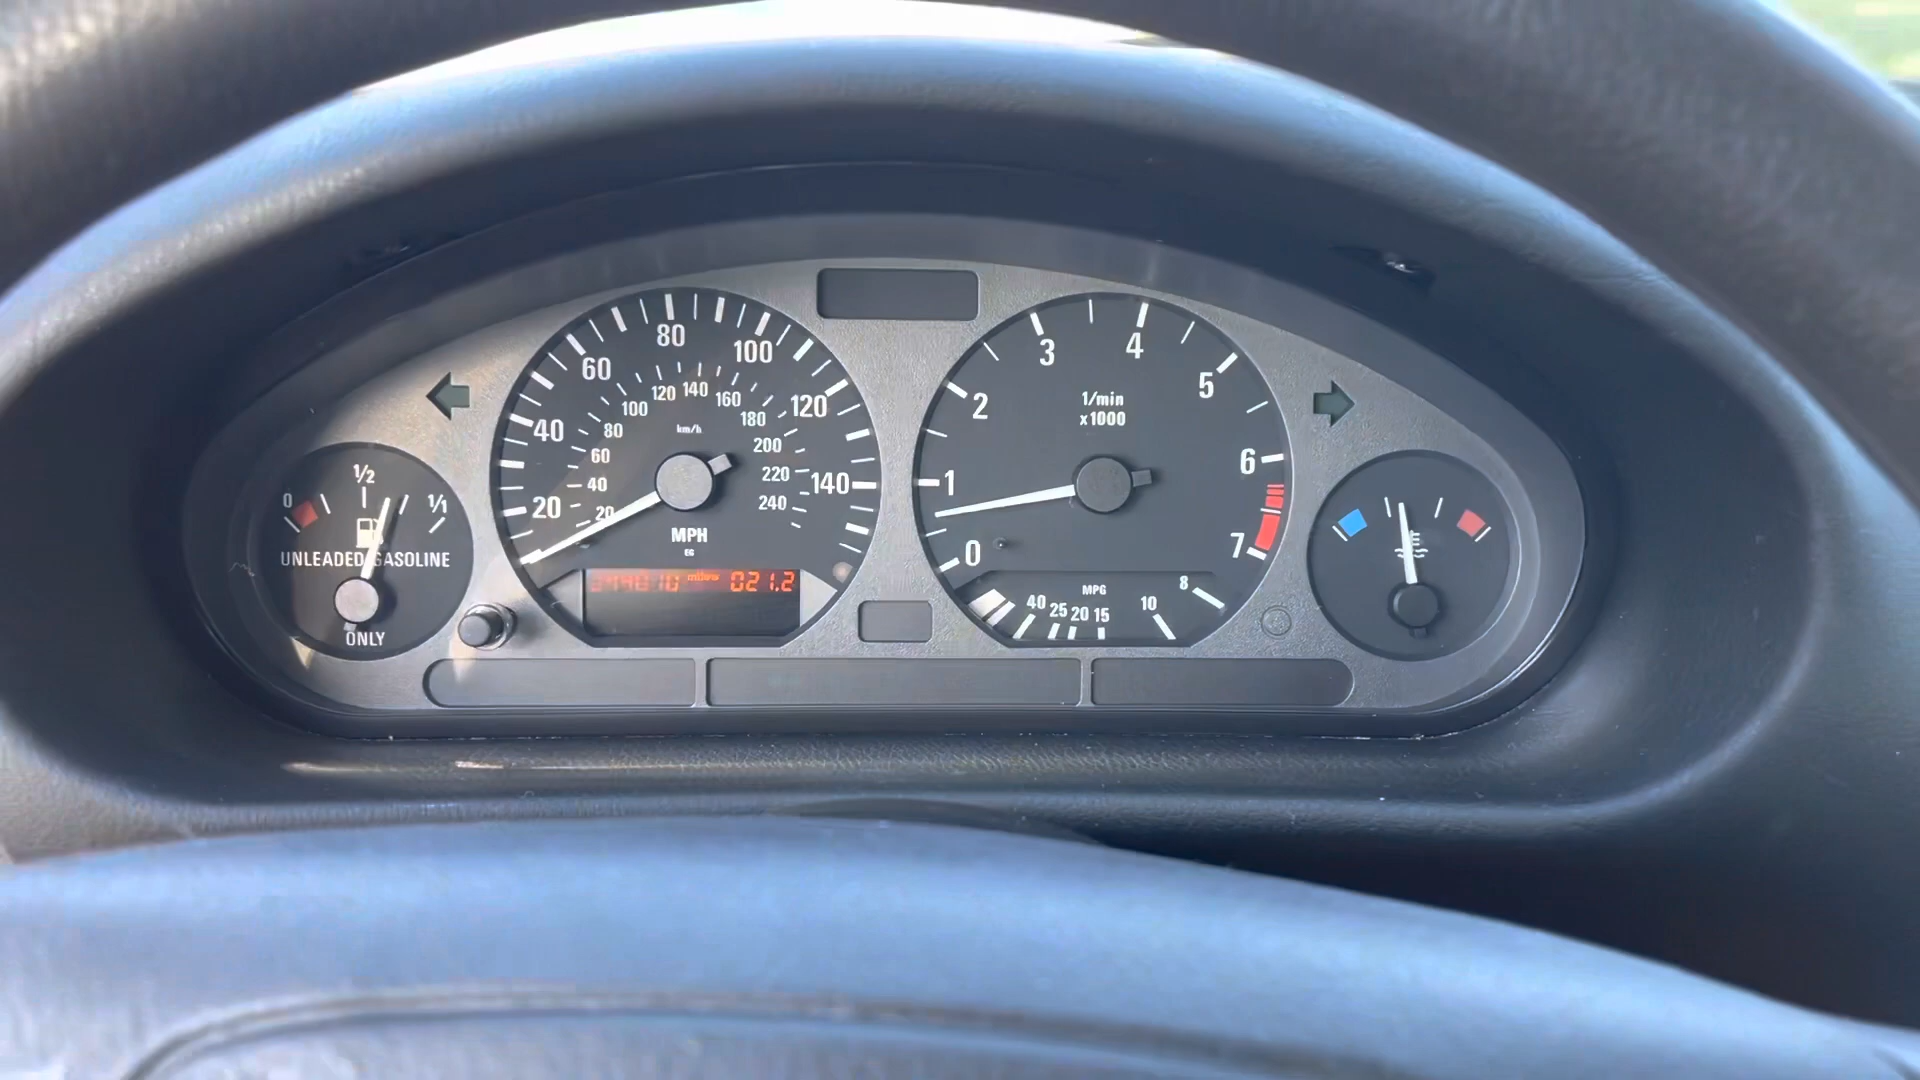 0 1/2 1/1
UNLEADED GASOLINE
ONLY
20 40 60 80 100 120 140
20 40 60 80 100 120 140 160 180 200 220 240
km/h
MPH
EG
miles 021.2
0 1 2 3 4 5 6 7
1/min
x1000
MPG
40 25 20 15 10 8